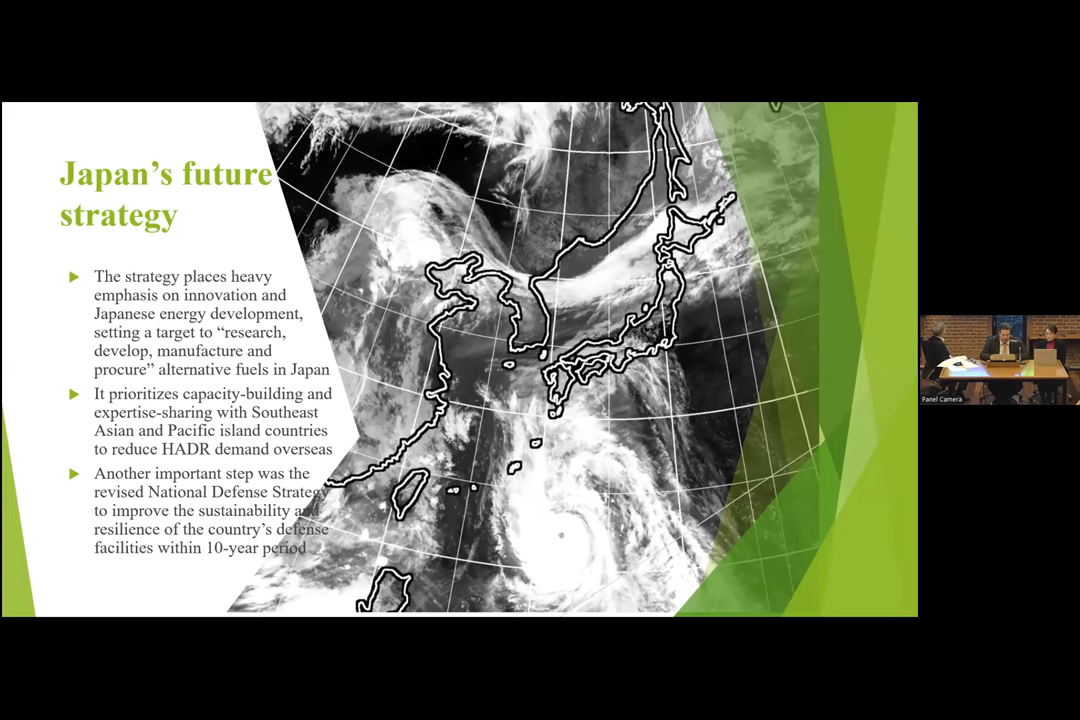 Japan's future
strategy
The strategy places heavy
emphasis on innovation and
Japanese energy development,
setting a target to “research,
develop, manufacture and
procure” alternative fuels in Japan
It prioritizes capacity-building and
expertise-sharing with Southeast
Asian and Pacific island countries
to reduce HADR demand overseas
Another important step was the
revised National Defense Strategy
to improve the sustainability and
resilience of the country's defense
facilities within 10-year period
Panel Camera